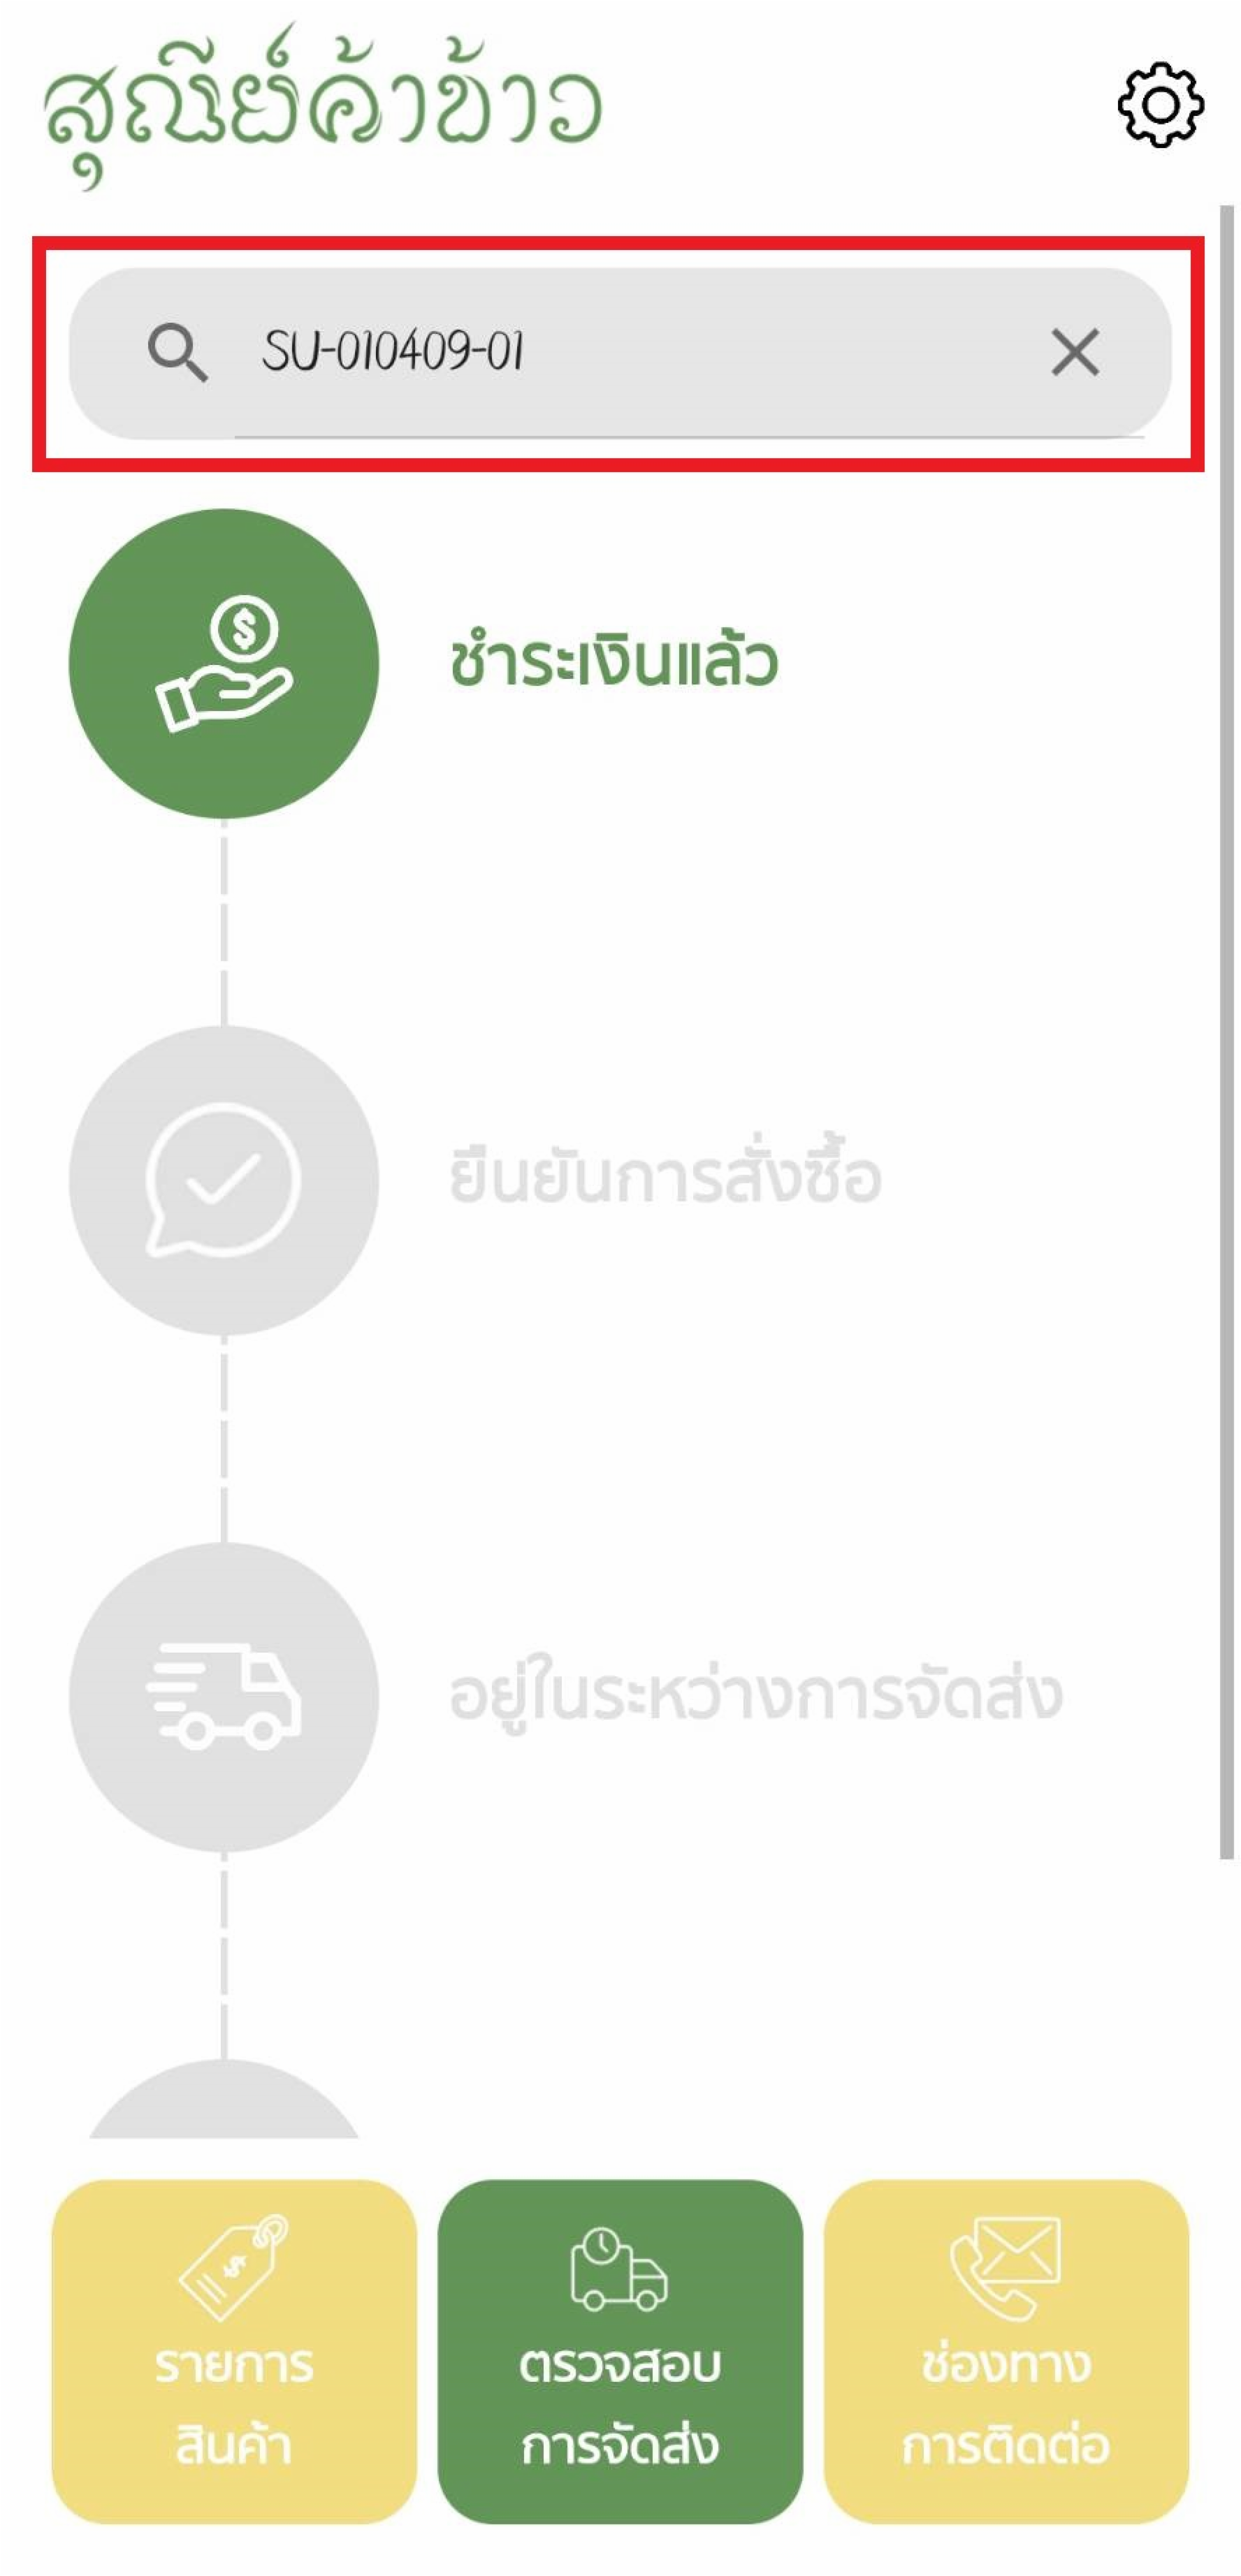 สุณีย์ค้าข้าว
SU-010409-01
ชำระเงินแล้ว
ยืนยันการสั่งซื้อ
อยู่ในระหว่างการจัดส่ง
รายการ
สินค้า
ตรวจสอบ
การจัดส่ง
ช่องทาง
การติดต่อ